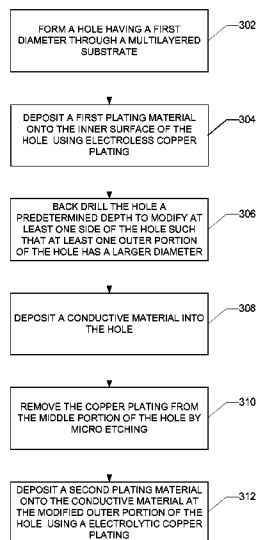 FORM A HOLE HAVING A FIRST
DIAMETER THROUGH A MULTILAYERED
SUBSTRATE
302
DEPOSIT A FIRST PLATING MATERIAL
ONTO THE INNER SURFACE OF THE
HOLE USING ELECTROLESS COPPER
PLATING
304
BACK DRILL THE HOLE A
PREDETERMINED DEPTH TO MODIFY AT
LEAST ONE SIDE OF THE HOLE SUCH
THAT AT LEAST ONE OUTER PORTION
OF THE HOLE HAS A LARGER DIAMETER
306
DEPOSIT A CONDUCTIVE MATERIAL INTO
THE HOLE
308
REMOVE THE COPPER PLATING FROM
THE MIDDLE PORTION OF THE HOLE BY
MICRO ETCHING
310
DEPOSIT A SECOND PLATING MATERIAL
ONTO THE CONDUCTIVE MATERIAL AT
THE MODIFIED OUTER PORTION OF THE
HOLE USING A ELECTROLYTIC COPPER
PLATING
312